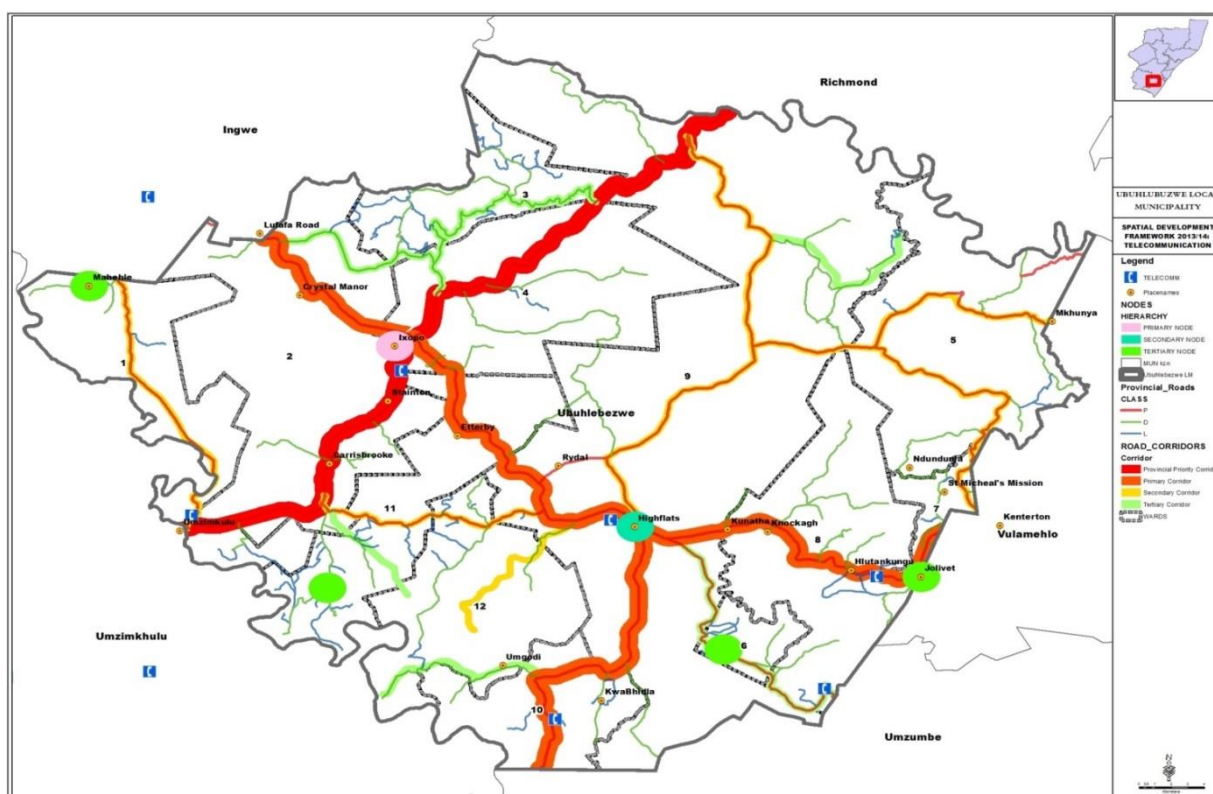 Richmond
Ingwe
3
Lufafa Road
Mahehle
Crystal Manor
4
Mkhunya
Ixopo
5
1
2
9
Stainton
Ubuhlebezwe
Etterby
Carrisbrooke
Rydal
Ndundunya
St Micheal's Mission
7
11
Kenterton
Vulamehlo
Umzimkulu
Highflats
Kunatha
Knockagh
8
Hlutankungu
Jolivet
12
6
Umzimkhulu
Umgodi
KwaBhidla
10
Umzumbe
UBUHLUBUZWE LOCA
MUNICIPALITY
SPATIAL DEVELOPMENT
FRAMEWORK 2013/14:
TELECOMMUNICATION
Legend
TELECOMM
Placenames
NODES
HIERARCHY
PRIMARY NODE
SECONDARY NODE
TERTIARY NODE
MUN kzn
Ubuhlebezwe LM
Provincial_Roads
CLASS
P
D
L
ROAD_CORRIDORS
Corridor
Provincial Priority Corrid
Primary Corridor
Secondary Corridor
Tertiary Corridor
WARDS
N